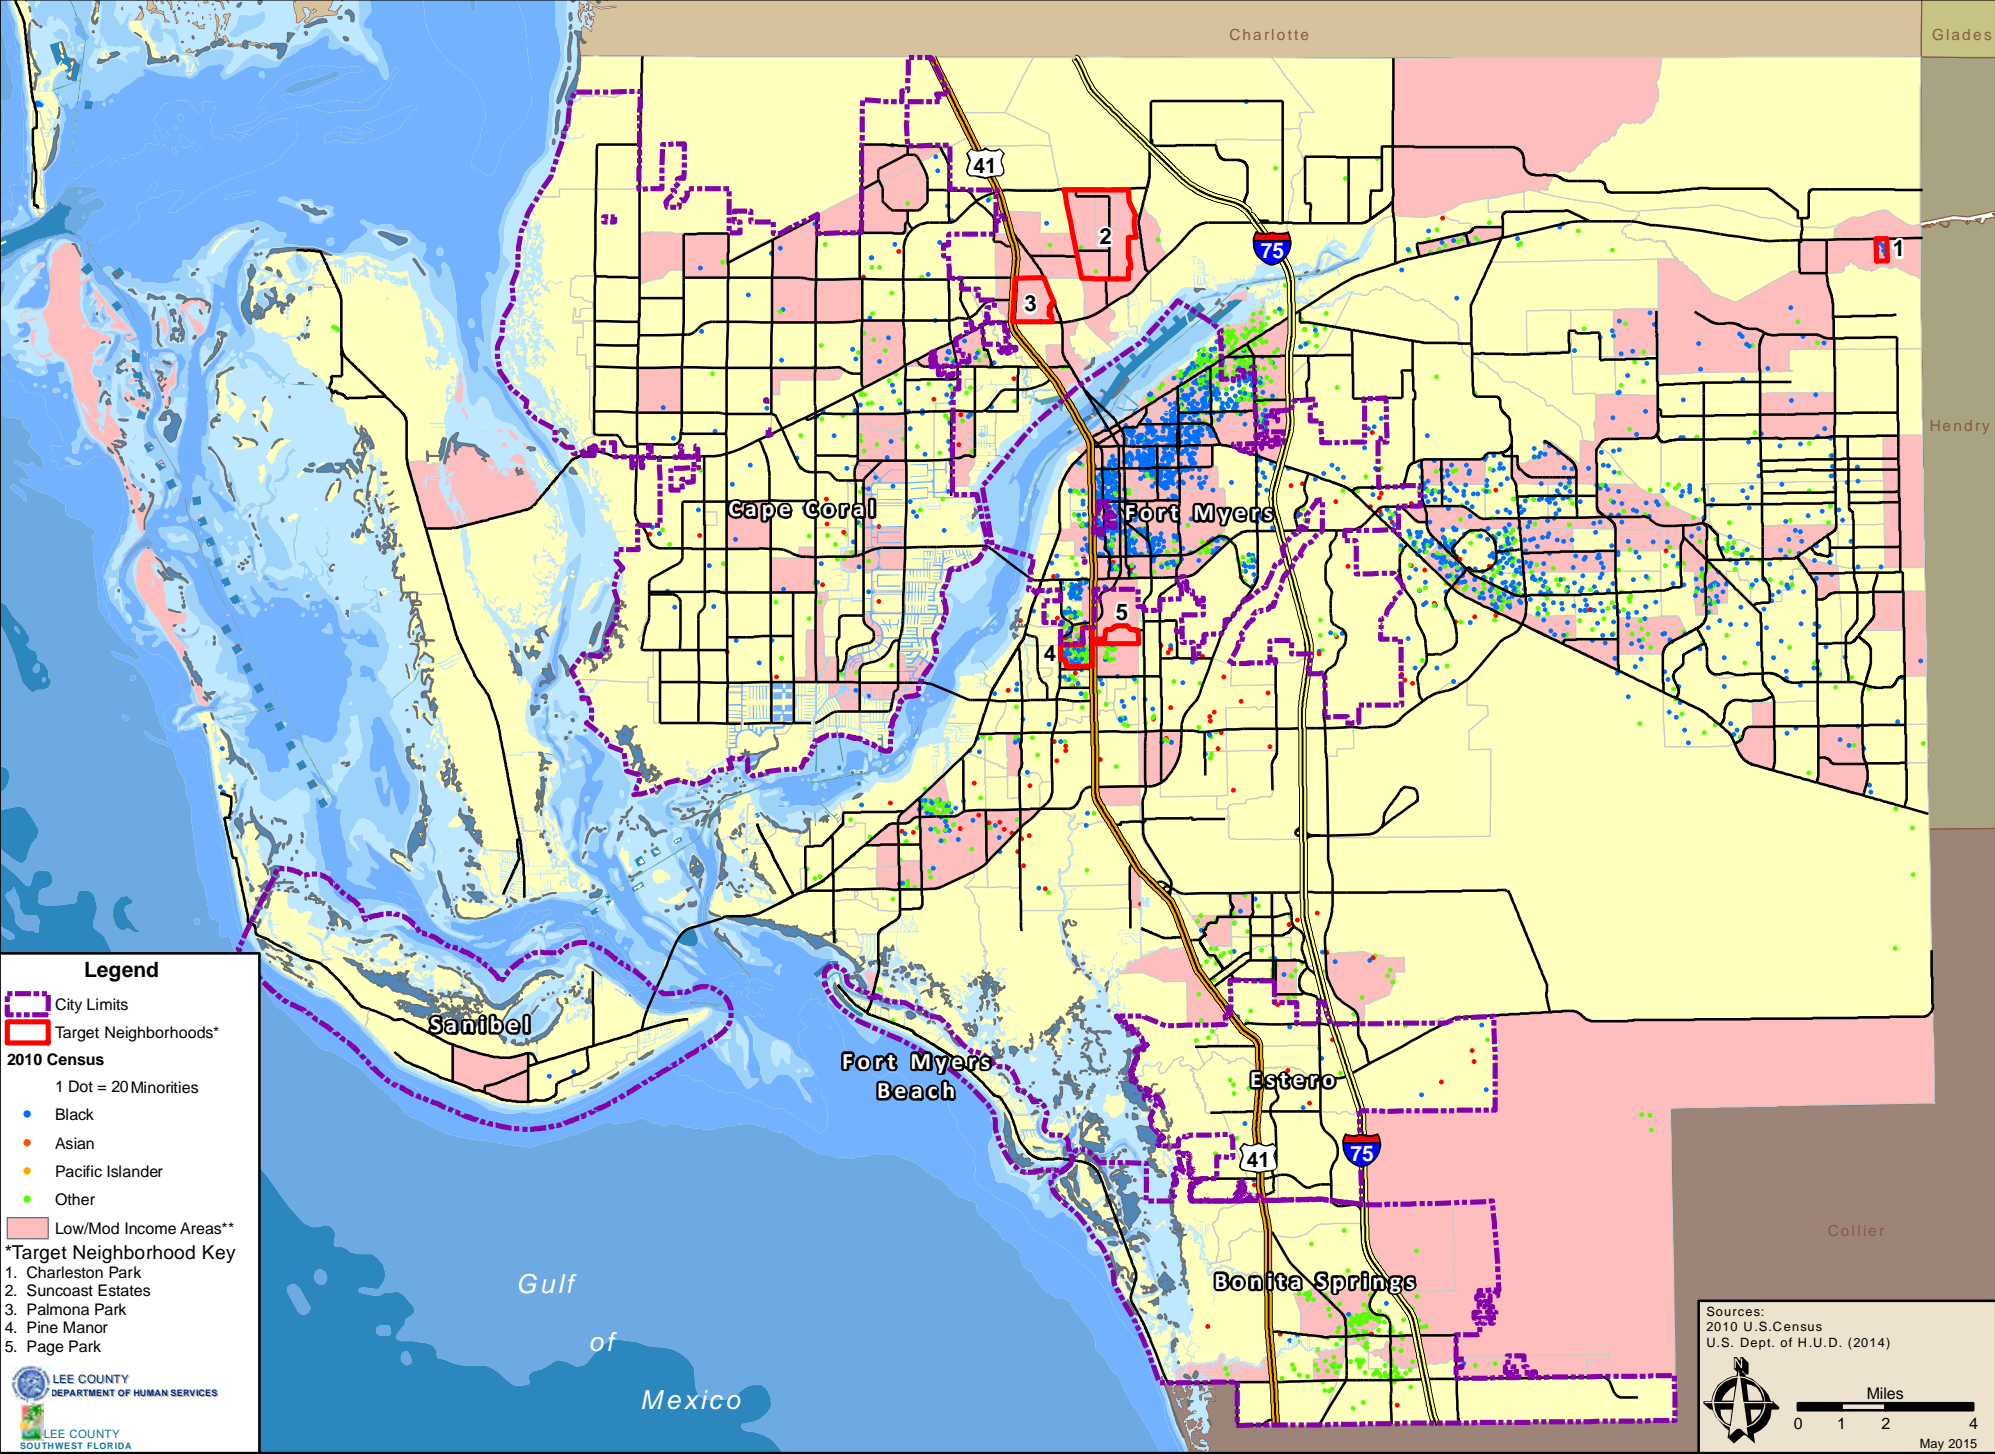 Charlotte
Glades
41
2
75
1
3
Hendry
Cape Coral
Fort Myers
5
4
Legend
City Limits
Target Neighborhoods*
2010 Census
1 Dot = 20 Minorities
Black
Asian
Pacific Islander
Other
Low/Mod Income Areas**
*Target Neighborhood Key
1. Charleston Park
2. Suncoast Estates
3. Palmona Park
4. Pine Manor
5. Page Park
LEE COUNTY
DEPARTMENT OF HUMAN SERVICES
LEE COUNTY
SOUTHWEST FLORIDA
Sanibel
Fort Myers
Beach
Estero
41
75
Collier
Bonita Springs
Gulf
of
Mexico
Sources:
2010 U.S.Census
U.S. Dept. of H.U.D. (2014)
N
Miles
0 1 2 4
May 2015